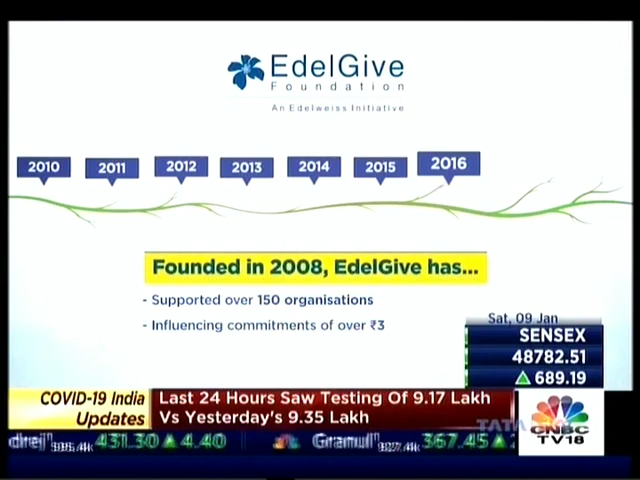 EdelGive
Foundation
An Edelweiss Initiative
2010 2011 2012 2013 2014 2015 2016
Founded in 2008, EdelGive has...
- Supported over 150 organisations
- Influencing commitments of over ₹3
Sat, 09 Jan
SENSEX
48782.51
▲ 689.19
COVID-19 India
Updates
Last 24 Hours Saw Testing Of 9.17 Lakh
Vs Yesterday's 9.35 Lakh
TATA
CNBC
TV18
431.30 ▲ 4.40 Granul 367.45 ▲